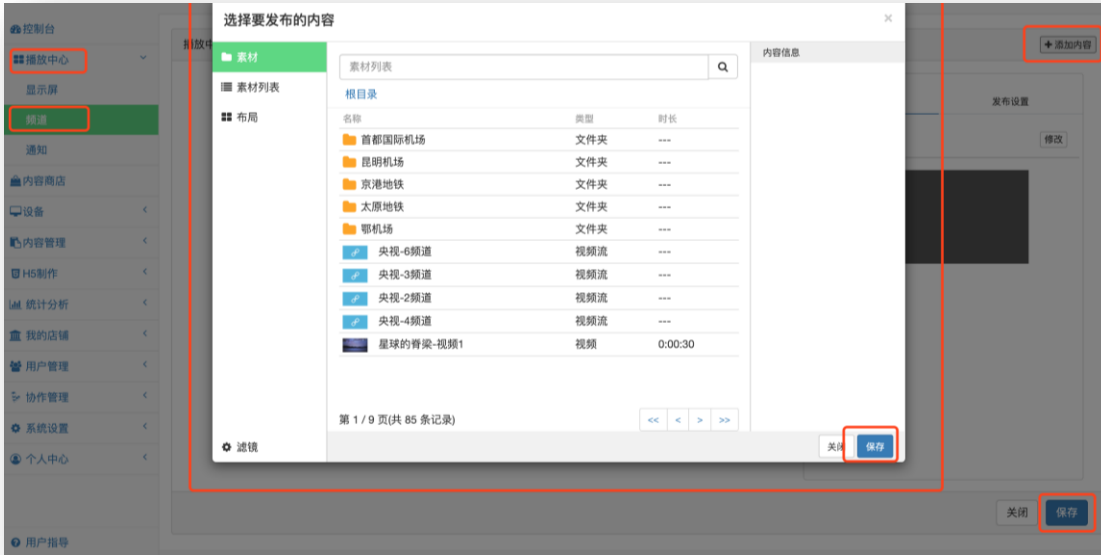 控制台
播放中心
显示屏
频道
通知
内容商店
设备
内容管理
H5制作
统计分析
我的店铺
用户管理
协作管理
系统设置
个人中心
用户指导
选择要发布的内容
×
素材
素材列表
布局
滤镜
素材列表
根目录
名称 类型 时长
首都国际机场 文件夹 ---
昆明机场 文件夹 ---
京港地铁 文件夹 ---
太原地铁 文件夹 ---
鄂机场 文件夹 ---
央视-6频道 视频流 ---
央视-3频道 视频流 ---
央视-2频道 视频流 ---
央视-4频道 视频流 ---
星球的脊梁-视频1 视频 0:00:30
第 1 / 9 页(共 85 条记录)
<< < > >>
内容信息
关闭 保存
+添加内容
发布设置
修改
关闭 保存